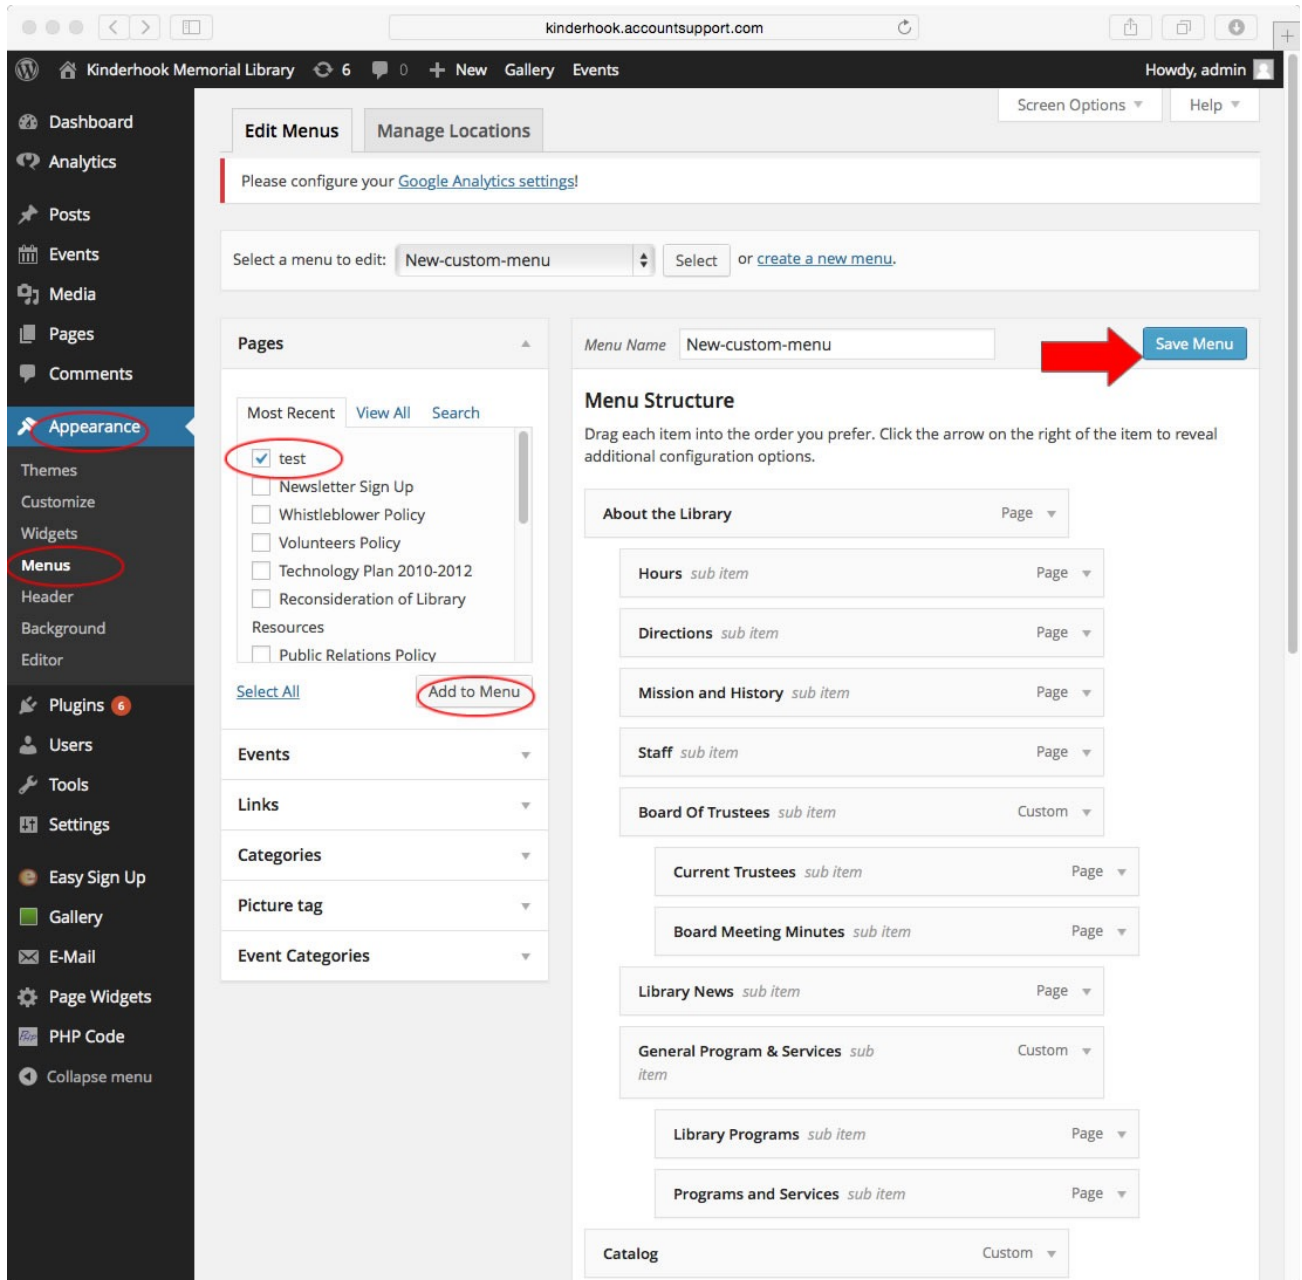 kinderhook.accountsupport.com
Kinderhook Memorial Library 6 0 + New Gallery Events Howdy, admin
Screen Options Help
Dashboard
Analytics
Posts
Events
Media
Pages
Comments
Appearance
Themes
Customize
Widgets
Menus
Header
Background
Editor
Plugins 6
Users
Tools
Settings
Easy Sign Up
Gallery
E-Mail
Page Widgets
PHP Code
Collapse menu
Edit Menus Manage Locations
Please configure your Google Analytics settings!
Select a menu to edit: New-custom-menu Select or create a new menu.
Pages
Most Recent View All Search
test
Newsletter Sign Up
Whistleblower Policy
Volunteers Policy
Technology Plan 2010-2012
Reconsideration of Library
Resources
Public Relations Policy
Select All Add to Menu
Events
Links
Categories
Picture tag
Event Categories
Menu Name New-custom-menu Save Menu
Menu Structure
Drag each item into the order you prefer. Click the arrow on the right of the item to reveal
additional configuration options.
About the Library Page
Hours sub item Page
Directions sub item Page
Mission and History sub item Page
Staff sub item Page
Board Of Trustees sub item Custom
Current Trustees sub item Page
Board Meeting Minutes sub item Page
Library News sub item Page
General Program & Services sub Custom
item
Library Programs sub item Page
Programs and Services sub item Page
Catalog Custom